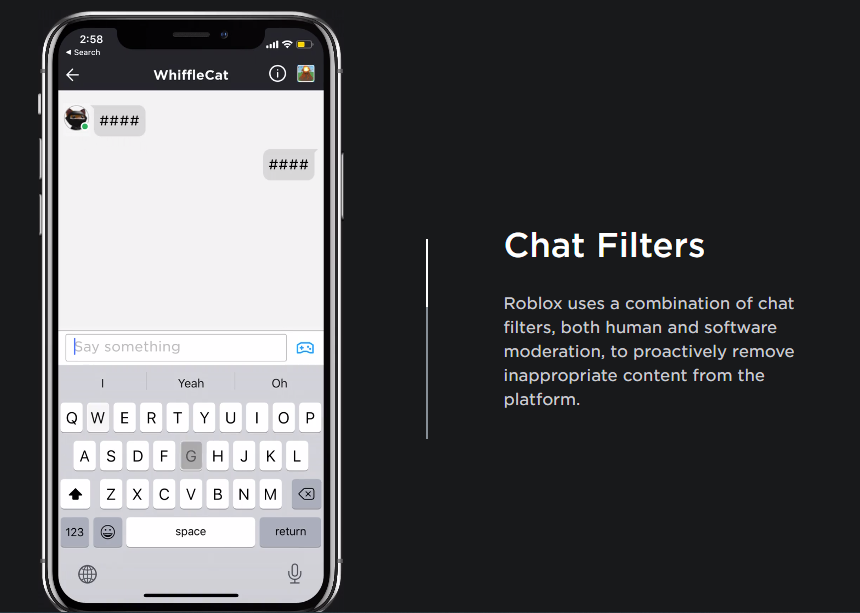 2:58
◀ Search
WhiffleCat
####
####
Say something
I Yeah Oh
Q W E R T Y U I O P
A S D F G H J K L
Z X C V B N M
123 space return
Chat Filters
Roblox uses a combination of chat
filters, both human and software
moderation, to proactively remove
inappropriate content from the
platform.